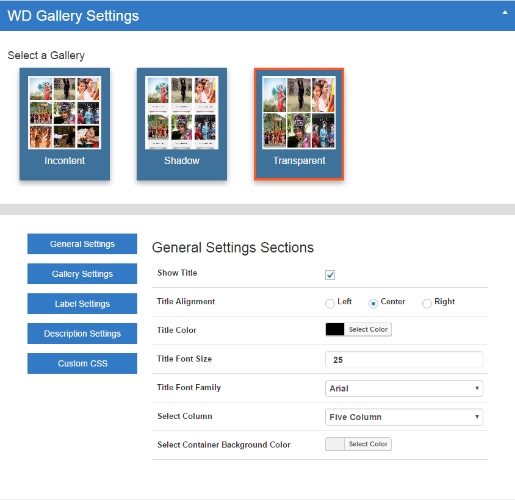 WD Gallery Settings
Select a Gallery
Incontent
Shadow
Transparent
General Settings
Gallery Settings
Label Settings
Description Settings
Custom CSS
General Settings Sections
Show Title
Title Alignment Left Center Right
Title Color Select Color
Title Font Size 25
Title Font Family Arial
Select Column Five Column
Select Container Background Color Select Color